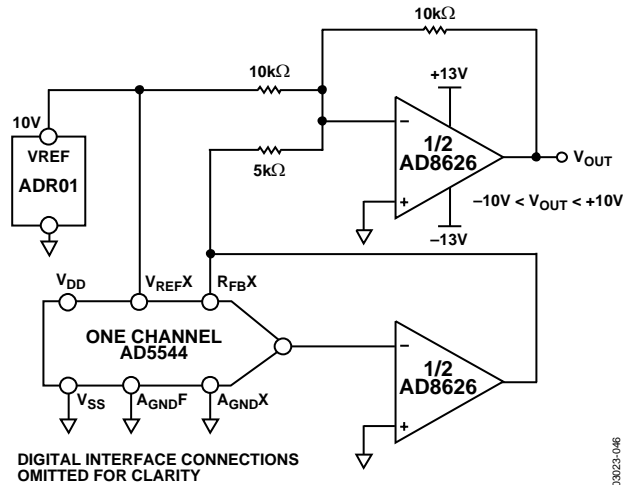 10kΩ
10kΩ
+13V
10V
VREF
ADR01
5kΩ
−
1/2
AD8626
+
VOUT
−10V < VOUT < +10V
−13V
VDD
VREFX
RFBX
ONE CHANNEL
AD5544
−
1/2
AD8626
+
VSS
AGNDF
AGNDX
DIGITAL INTERFACE CONNECTIONS
OMITTED FOR CLARITY
03023-046